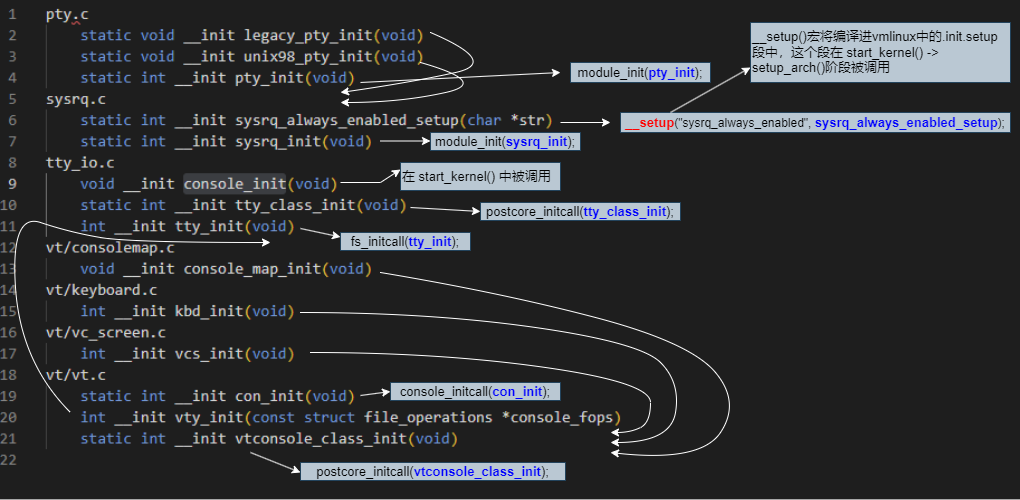 1 pty.c
2 static void __init legacy_pty_init(void)
3 static void __init unix98_pty_init(void)
4 static int __init pty_init(void)
module_init(pty_init);
__setup()宏将编译进vmlinux中的.init.setup
段中，这个段在 start_kernel() ->
setup_arch()阶段被调用
5 sysrq.c
6 static int __init sysrq_always_enabled_setup(char *str)
__setup("sysrq_always_enabled", sysrq_always_enabled_setup);
7 static int __init sysrq_init(void)
module_init(sysrq_init);
8 tty_io.c
9 void __init console_init(void)
在 start_kernel() 中被调用
10 static int __init tty_class_init(void)
postcore_initcall(tty_class_init);
11 int __init tty_init(void)
fs_initcall(tty_init);
12 vt/consolemap.c
13 void __init console_map_init(void)
14 vt/keyboard.c
15 int __init kbd_init(void)
16 vt/vc_screen.c
17 int __init vcs_init(void)
18 vt/vt.c
19 static int __init con_init(void)
console_initcall(con_init);
20 int __init vty_init(const struct file_operations *console_fops)
21 static int __init vtconsole_class_init(void)
22
postcore_initcall(vtconsole_class_init);